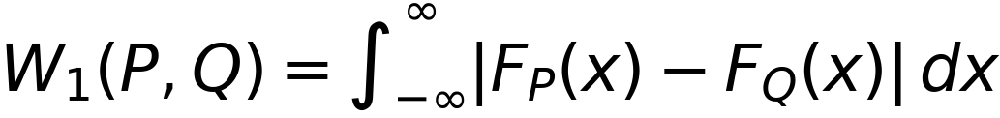 W₁(P, Q) = ∫_{−∞}^{∞} |F_P(x) − F_Q(x)| dx